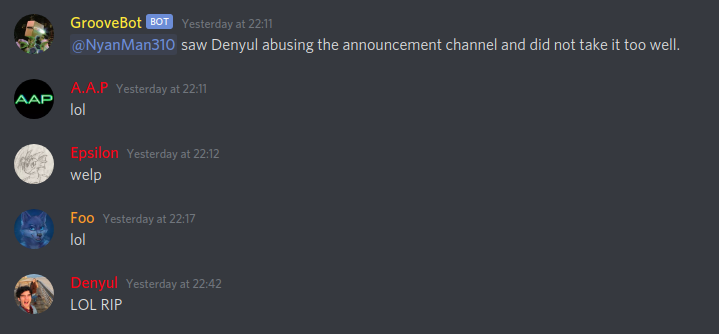 GrooveBot BOT Yesterday at 22:11
@NyanMan310 saw Denyul abusing the announcement channel and did not take it too well.
AAP
A.A.P Yesterday at 22:11
lol
Epsilon Yesterday at 22:12
welp
Foo Yesterday at 22:17
lol
Denyul Yesterday at 22:42
LOL RIP